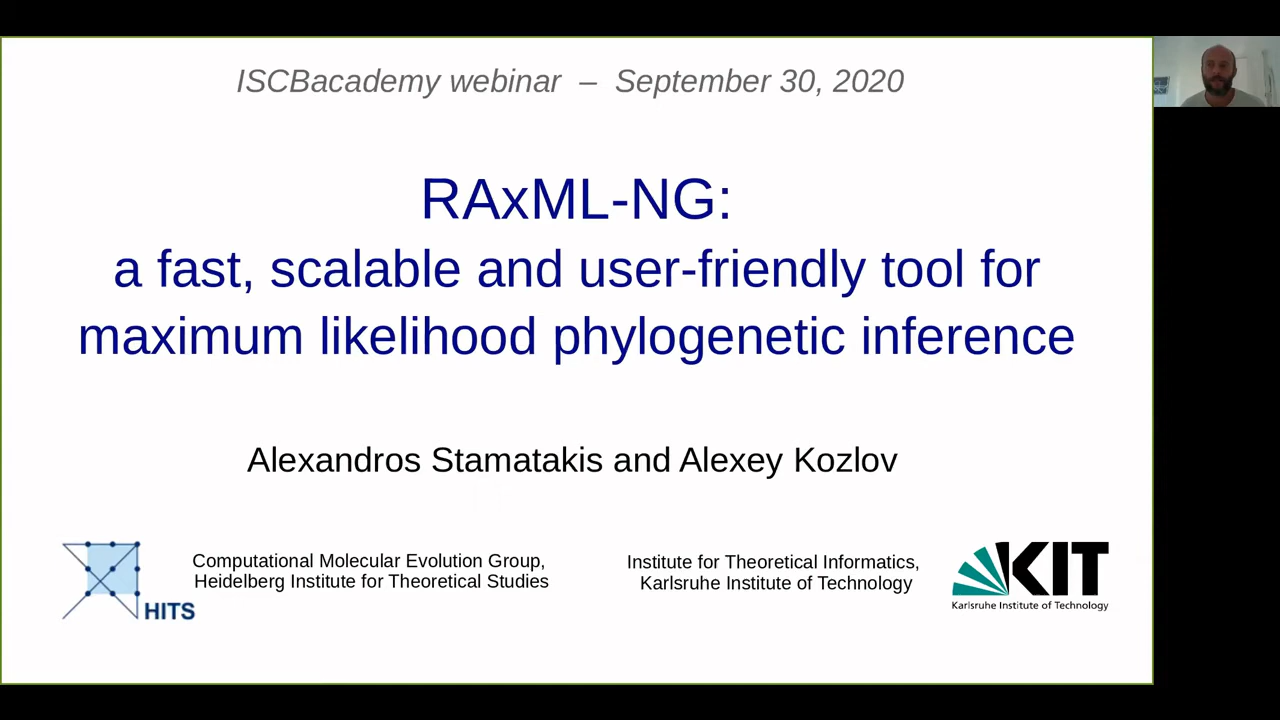 ISCBacademy webinar – September 30, 2020
RAxML-NG:
a fast, scalable and user-friendly tool for
maximum likelihood phylogenetic inference
Alexandros Stamatakis and Alexey Kozlov
HITS
Computational Molecular Evolution Group,
Heidelberg Institute for Theoretical Studies
Institute for Theoretical Informatics,
Karlsruhe Institute of Technology
KIT
Karlsruhe Institute of Technology